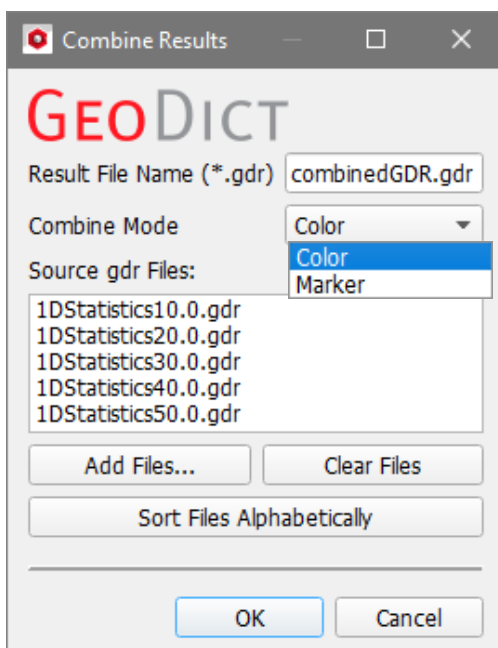 Combine Results
GEODICT
Result File Name (*.gdr) combinedGDR.gdr
Combine Mode Color
Color
Marker
Source gdr Files:
1DStatistics10.0.gdr
1DStatistics20.0.gdr
1DStatistics30.0.gdr
1DStatistics40.0.gdr
1DStatistics50.0.gdr
Add Files... Clear Files
Sort Files Alphabetically
OK Cancel